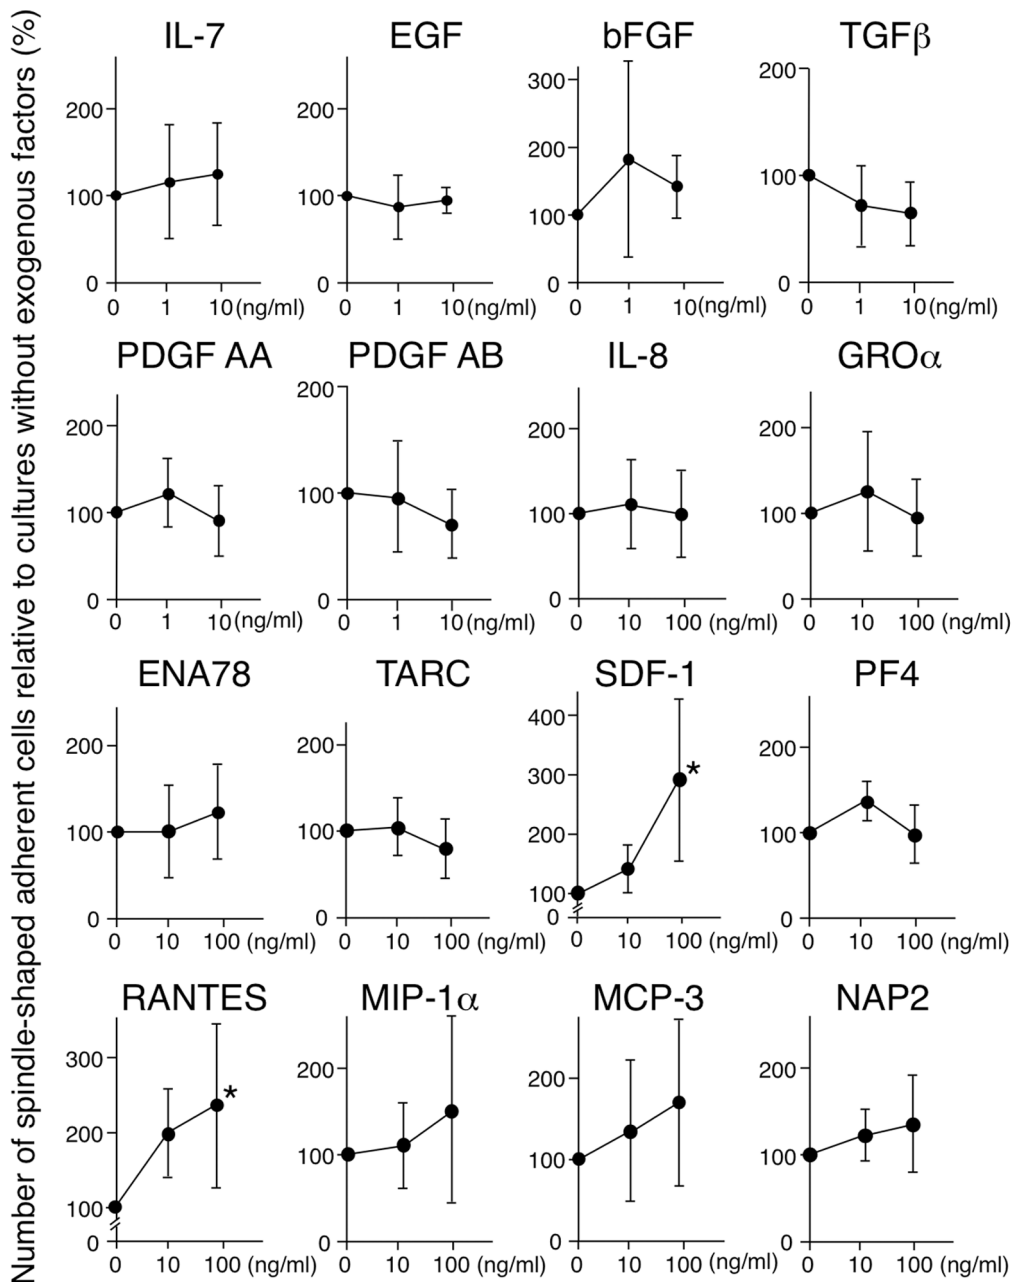 Number of spindle-shaped adherent cells relative to cultures without exogenous factors (%)
IL-7 EGF bFGF TGFβ
200 100 0 200 100 0 300 200 100 0 200 100 0
0 1 10(ng/ml) 0 1 10(ng/ml) 0 1 10(ng/ml) 0 1 10(ng/ml)
PDGF AA PDGF AB IL-8 GROα
200 100 0 200 100 0 200 100 0 200 100 0
0 1 10(ng/ml) 0 1 10(ng/ml) 0 10 100 (ng/ml) 0 10 100 (ng/ml)
ENA78 TARC SDF-1 PF4
200 100 0 200 100 0 400 300 200 100 0 * 200 100 0
0 10 100 (ng/ml) 0 10 100 (ng/ml) 0 10 100 (ng/ml) 0 10 100 (ng/ml)
RANTES MIP-1α MCP-3 NAP2
300 200 100 0 * 200 100 0 200 100 0 200 100 0
0 10 100 (ng/ml) 0 10 100 (ng/ml) 0 10 100 (ng/ml) 0 10 100 (ng/ml)